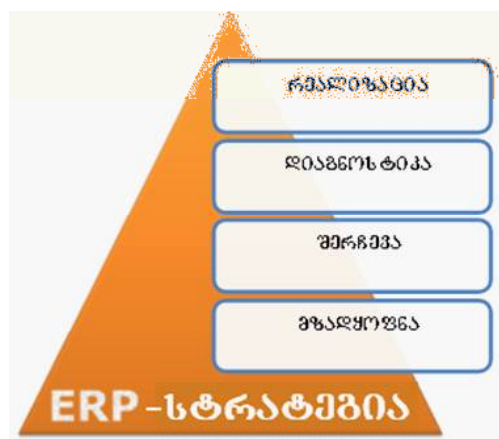 რეალიზაცია
დიაგნოსტიკა
შერჩევა
მზადყოფნა
ERP-სტრატეგია